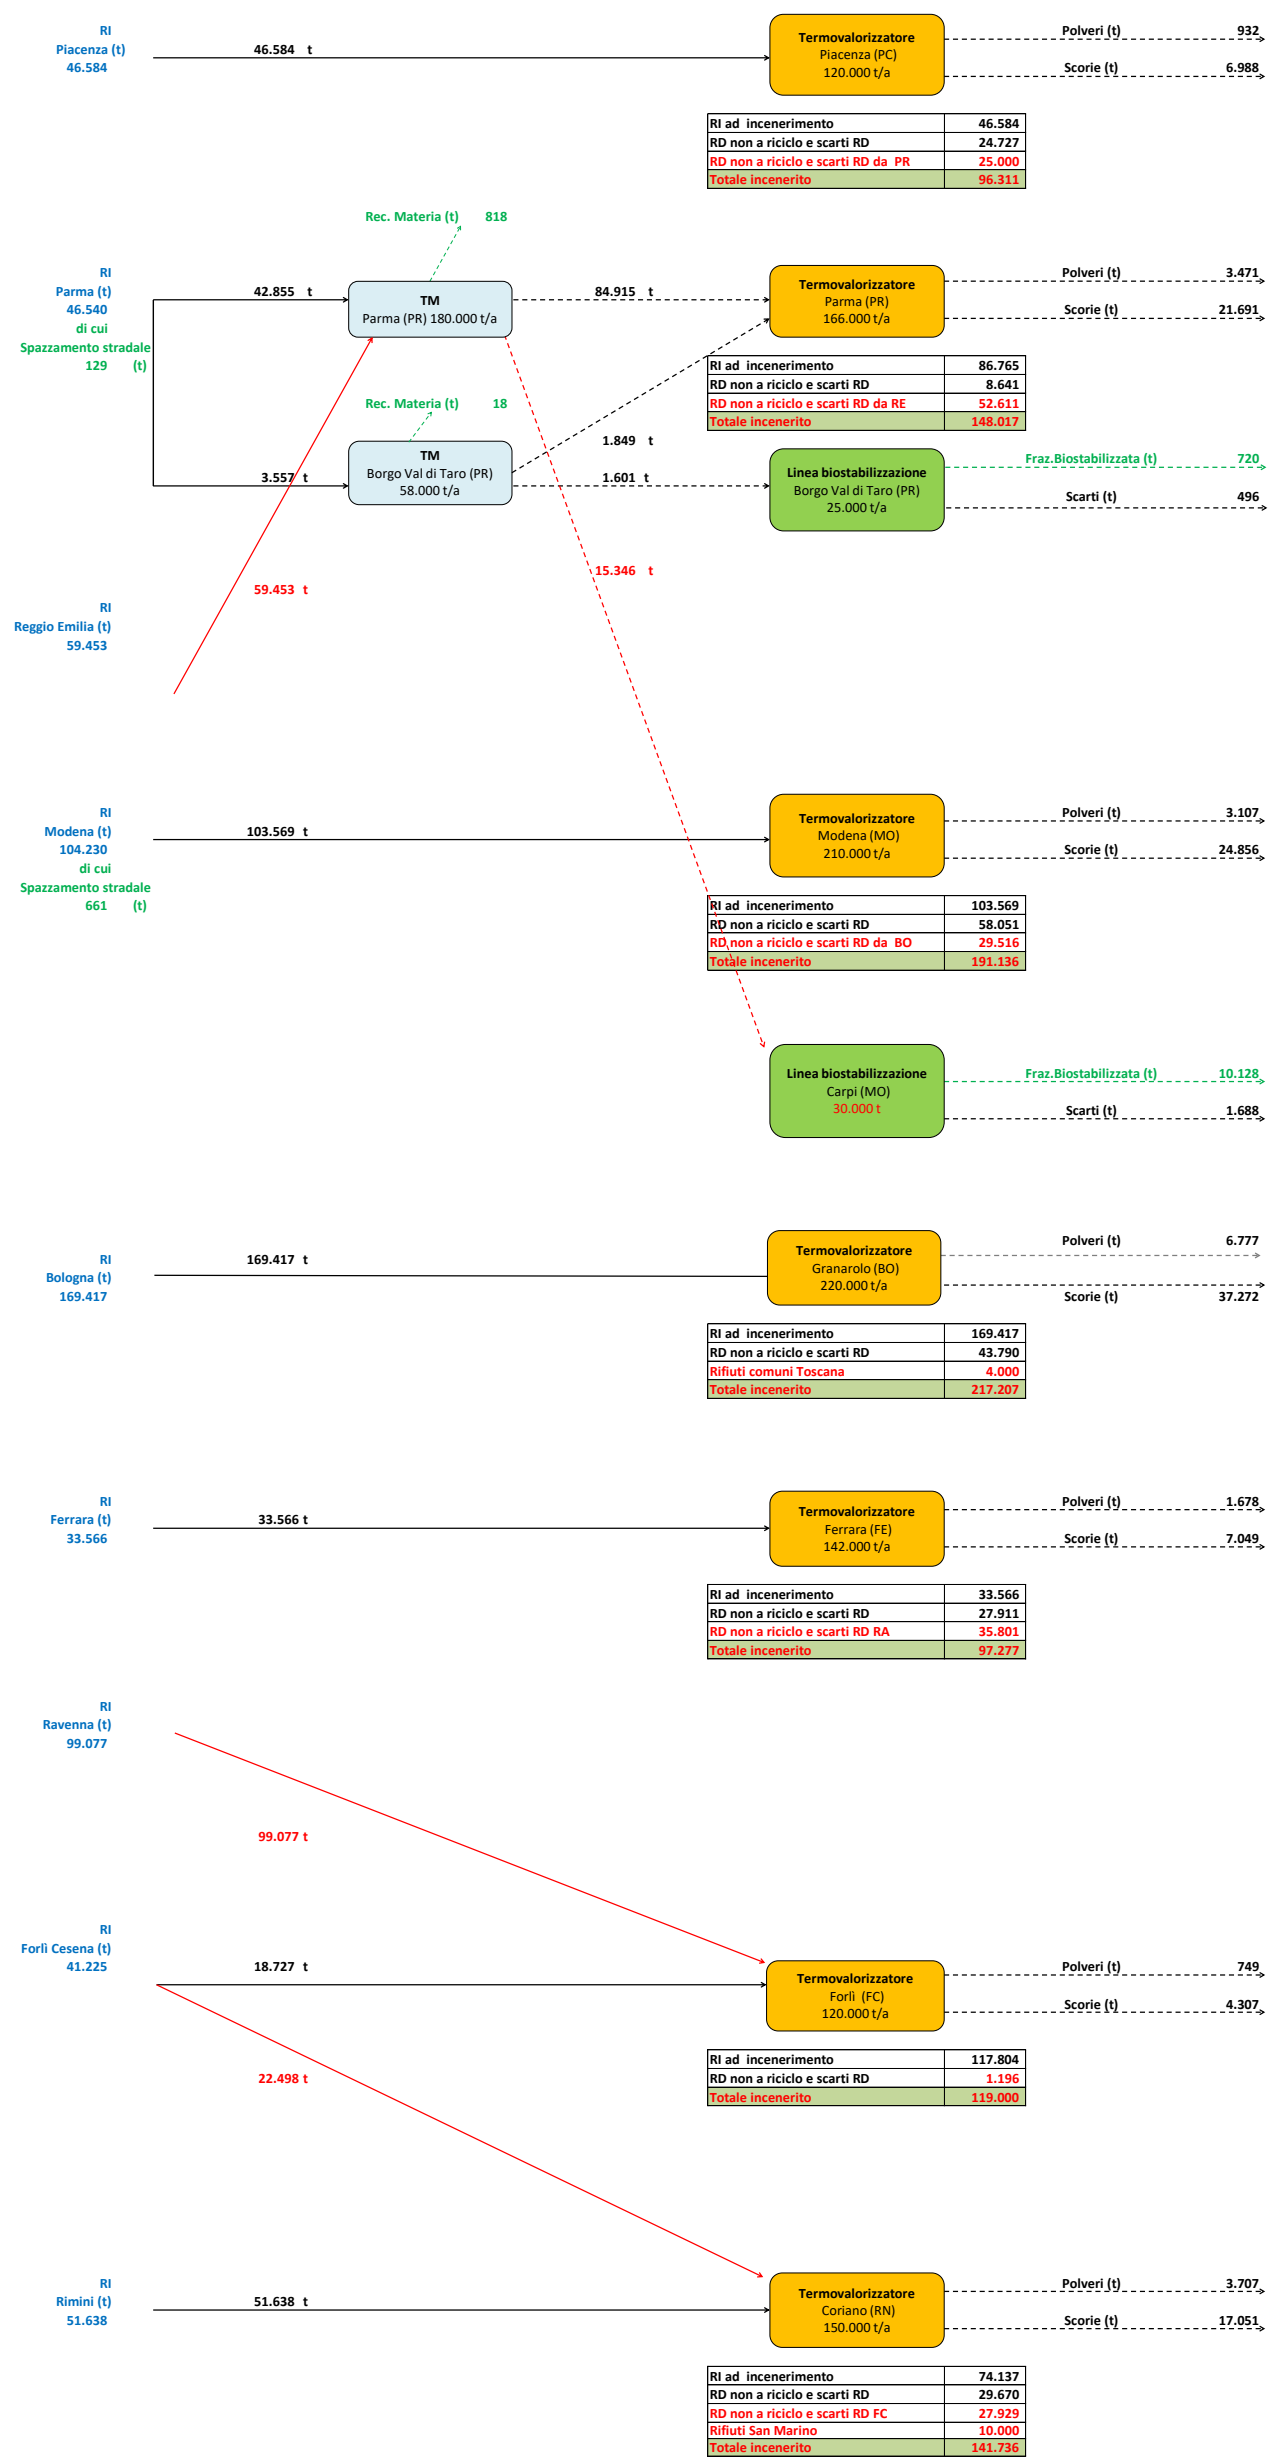 RI
Piacenza (t)
46.584
46.584 t
Termovalorizzatore
Piacenza (PC)
120.000 t/a
Polveri (t) 932
Scorie (t) 6.988
RI ad incenerimento 46.584
RD non a riciclo e scarti RD 24.727
RD non a riciclo e scarti RD da PR 25.000
Totale incenerito 96.311
Rec. Materia (t) 818
RI
Parma (t)
46.540
di cui
Spazzamento stradale
129 (t)
42.855 t
TM
Parma (PR) 180.000 t/a
84.915 t
Termovalorizzatore
Parma (PR)
166.000 t/a
Polveri (t) 3.471
Scorie (t) 21.691
RI ad incenerimento 86.765
RD non a riciclo e scarti RD 8.641
RD non a riciclo e scarti RD da RE 52.611
Totale incenerito 148.017
Rec. Materia (t) 18
3.557 t
TM
Borgo Val di Taro (PR)
58.000 t/a
1.849 t
1.601 t
Linea biostabilizzazione
Borgo Val di Taro (PR)
25.000 t/a
Fraz.Biostabilizzata (t) 720
Scarti (t) 496
15.346 t
59.453 t
RI
Reggio Emilia (t)
59.453
RI
Modena (t)
104.230
di cui
Spazzamento stradale
661 (t)
103.569 t
Termovalorizzatore
Modena (MO)
210.000 t/a
Polveri (t) 3.107
Scorie (t) 24.856
RI ad incenerimento 103.569
RD non a riciclo e scarti RD 58.051
RD non a riciclo e scarti RD da BO 29.516
Totale incenerito 191.136
Linea biostabilizzazione
Carpi (MO)
30.000 t
Fraz.Biostabilizzata (t) 10.128
Scarti (t) 1.688
RI
Bologna (t)
169.417
169.417 t
Termovalorizzatore
Granarolo (BO)
220.000 t/a
Polveri (t) 6.777
Scorie (t) 37.272
RI ad incenerimento 169.417
RD non a riciclo e scarti RD 43.790
Rifiuti comuni Toscana 4.000
Totale incenerito 217.207
RI
Ferrara (t)
33.566
33.566 t
Termovalorizzatore
Ferrara (FE)
142.000 t/a
Polveri (t) 1.678
Scorie (t) 7.049
RI ad incenerimento 33.566
RD non a riciclo e scarti RD 27.911
RD non a riciclo e scarti RD RA 35.801
Totale incenerito 97.277
RI
Ravenna (t)
99.077
99.077 t
RI
Forlì Cesena (t)
41.225
18.727 t
Termovalorizzatore
Forlì (FC)
120.000 t/a
Polveri (t) 749
Scorie (t) 4.307
RI ad incenerimento 117.804
RD non a riciclo e scarti RD 1.196
Totale incenerito 119.000
22.498 t
RI
Rimini (t)
51.638
51.638 t
Termovalorizzatore
Coriano (RN)
150.000 t/a
Polveri (t) 3.707
Scorie (t) 17.051
RI ad incenerimento 74.137
RD non a riciclo e scarti RD 29.670
RD non a riciclo e scarti RD FC 27.929
Rifiuti San Marino 10.000
Totale incenerito 141.736